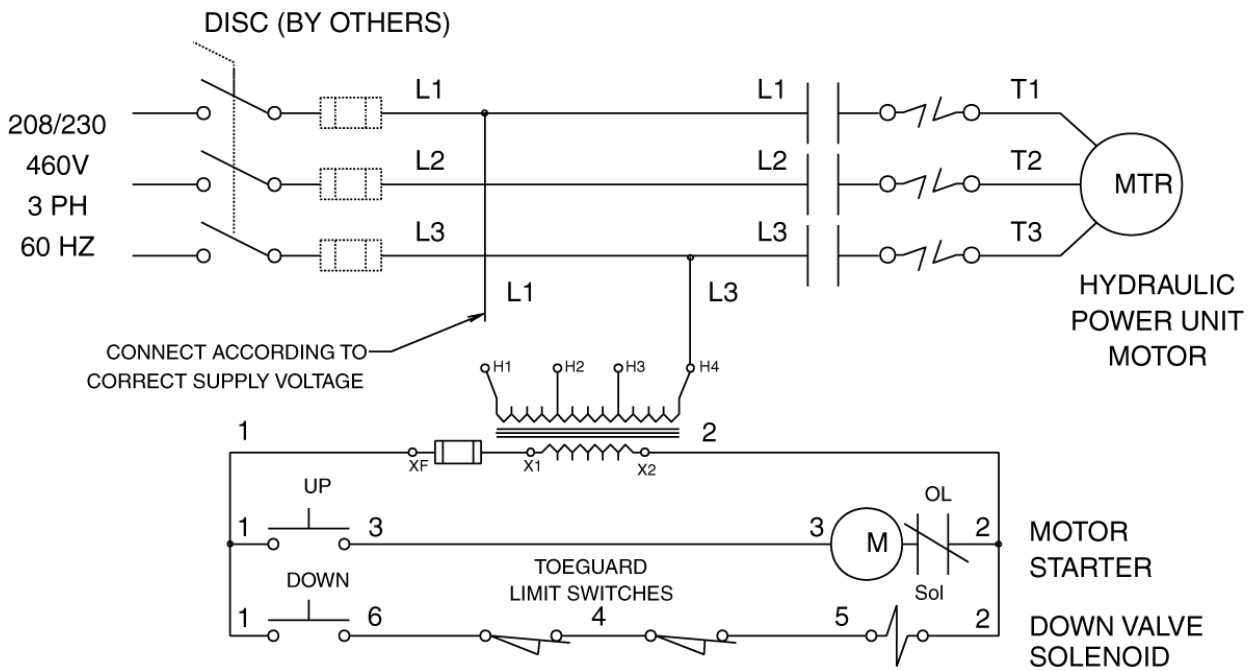 DISC (BY OTHERS)
208/230
460V
3 PH
60 HZ
L1
L2
L3
L1
L2
L3
T1
T2
T3
MTR
HYDRAULIC
POWER UNIT
MOTOR
L1
L3
CONNECT ACCORDING TO
CORRECT SUPPLY VOLTAGE
H1
H2
H3
H4
1
2
XF
X1
X2
UP
1
3
3
M
OL
2
MOTOR
STARTER
TOEGUARD
LIMIT SWITCHES
DOWN
1
6
4
5
Sol
2
DOWN VALVE
SOLENOID